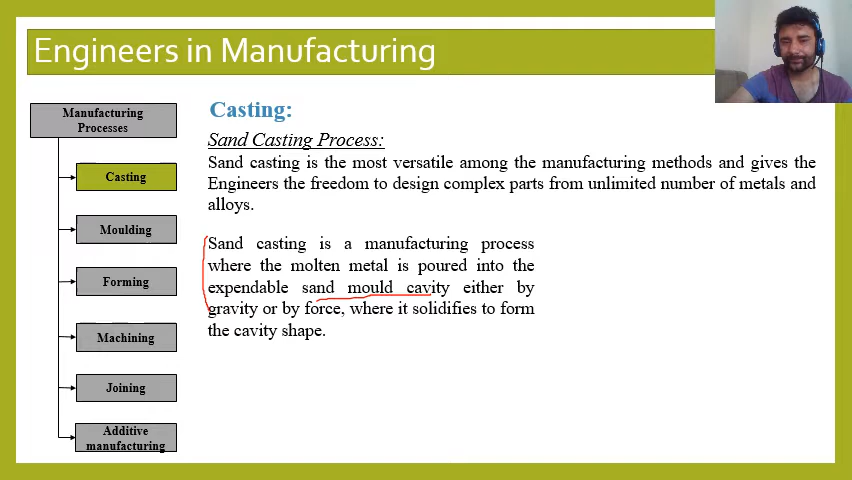 Engineers in Manufacturing
Manufacturing
Processes
Casting
Moulding
Forming
Machining
Joining
Additive
manufacturing
Casting:
Sand Casting Process:
Sand casting is the most versatile among the manufacturing methods and gives the
Engineers the freedom to design complex parts from unlimited number of metals and
alloys.
Sand casting is a manufacturing process
where the molten metal is poured into the
expendable sand mould cavity either by
gravity or by force, where it solidifies to form
the cavity shape.